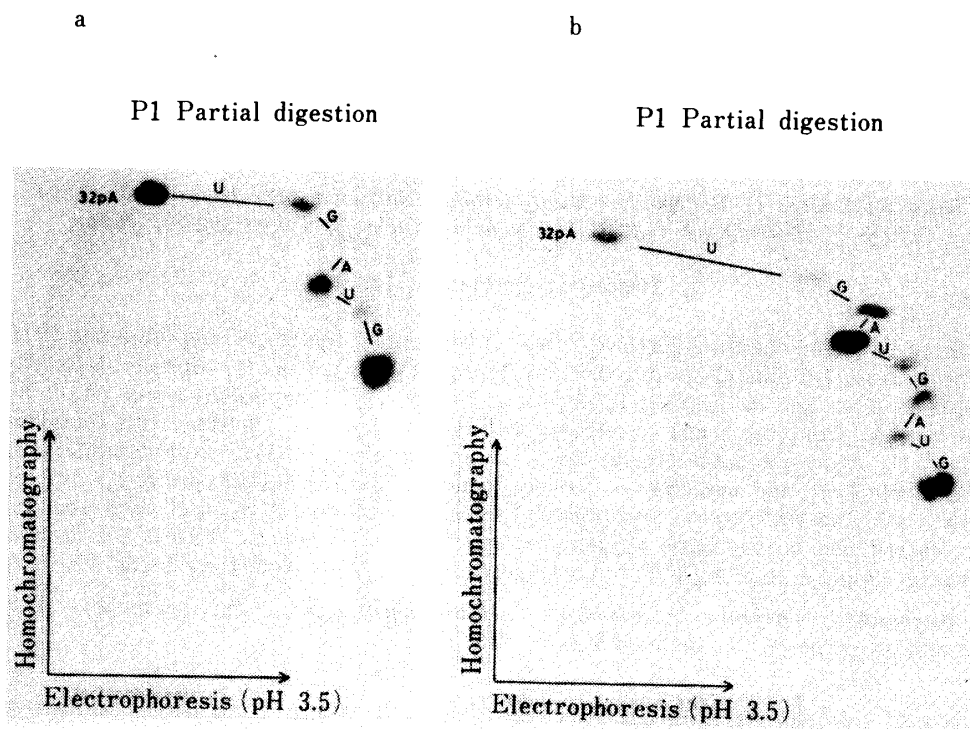 a
b
P1 Partial digestion
P1 Partial digestion
32pA
U
G
A
U
G
Homochromatography
Electrophoresis (pH 3.5)
32pA
U
G
A
U
G
A
U
G
Homochromatography
Electrophoresis (pH 3.5)